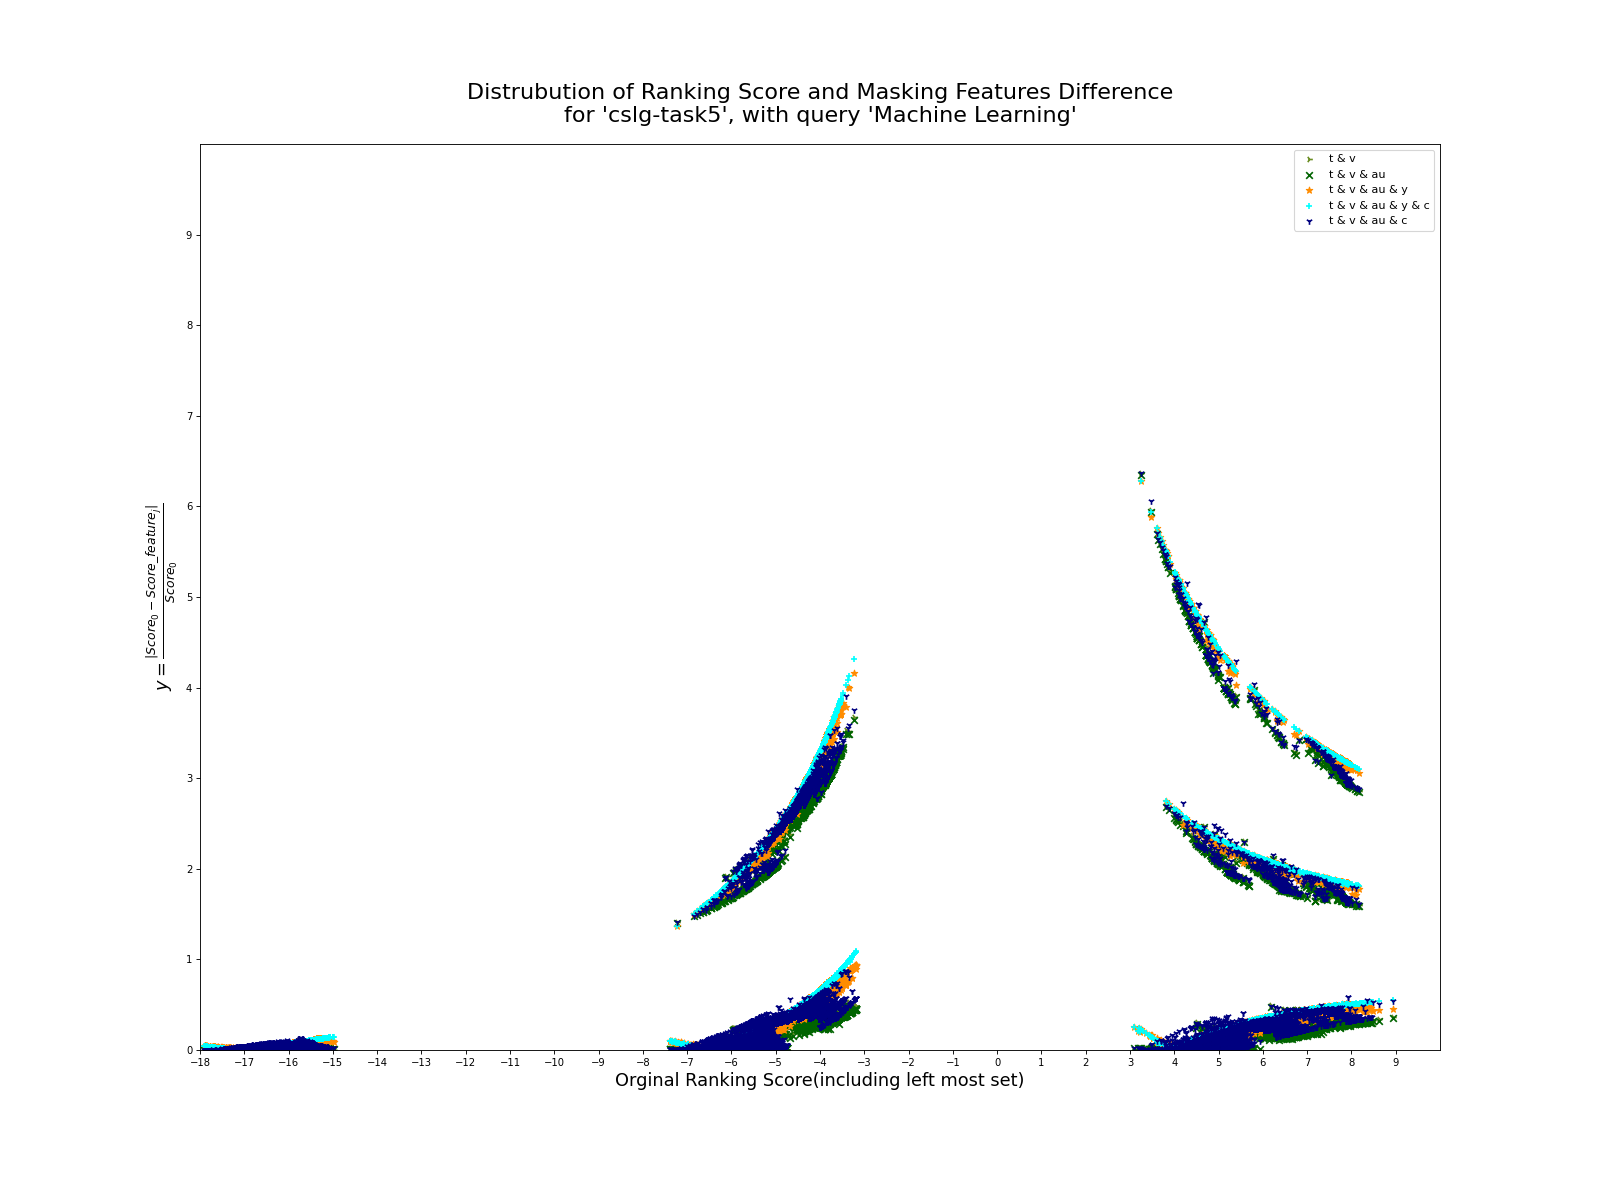 Distrubution of Ranking Score and Masking Features Difference
for 'cslg-task5', with query 'Machine Learning'
t & v
t & v & au
t & v & au & y
t & v & au & y & c
t & v & au & c
9
8
7
6
5
4
3
2
1
0
y = |Score₀ − Score_featureⱼ| / Score₀
−18 −17 −16 −15 −14 −13 −12 −11 −10 −9 −8 −7 −6 −5 −4 −3 −2 −1 0 1 2 3 4 5 6 7 8 9
Orginal Ranking Score(including left most set)